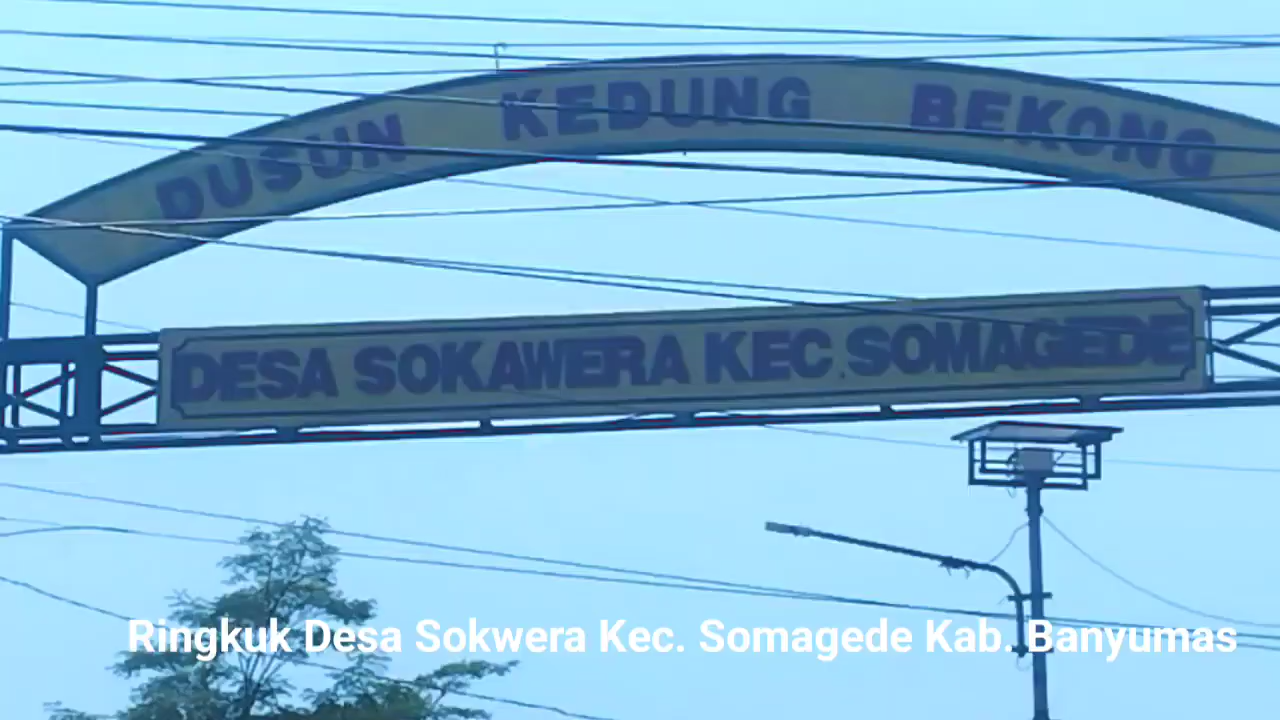 DUSUN KEDUNG BEKONG
DESA SOKAWERA KEC.SOMAGEDE
Ringkuk Desa Sokwera Kec. Somagede Kab. Banyumas